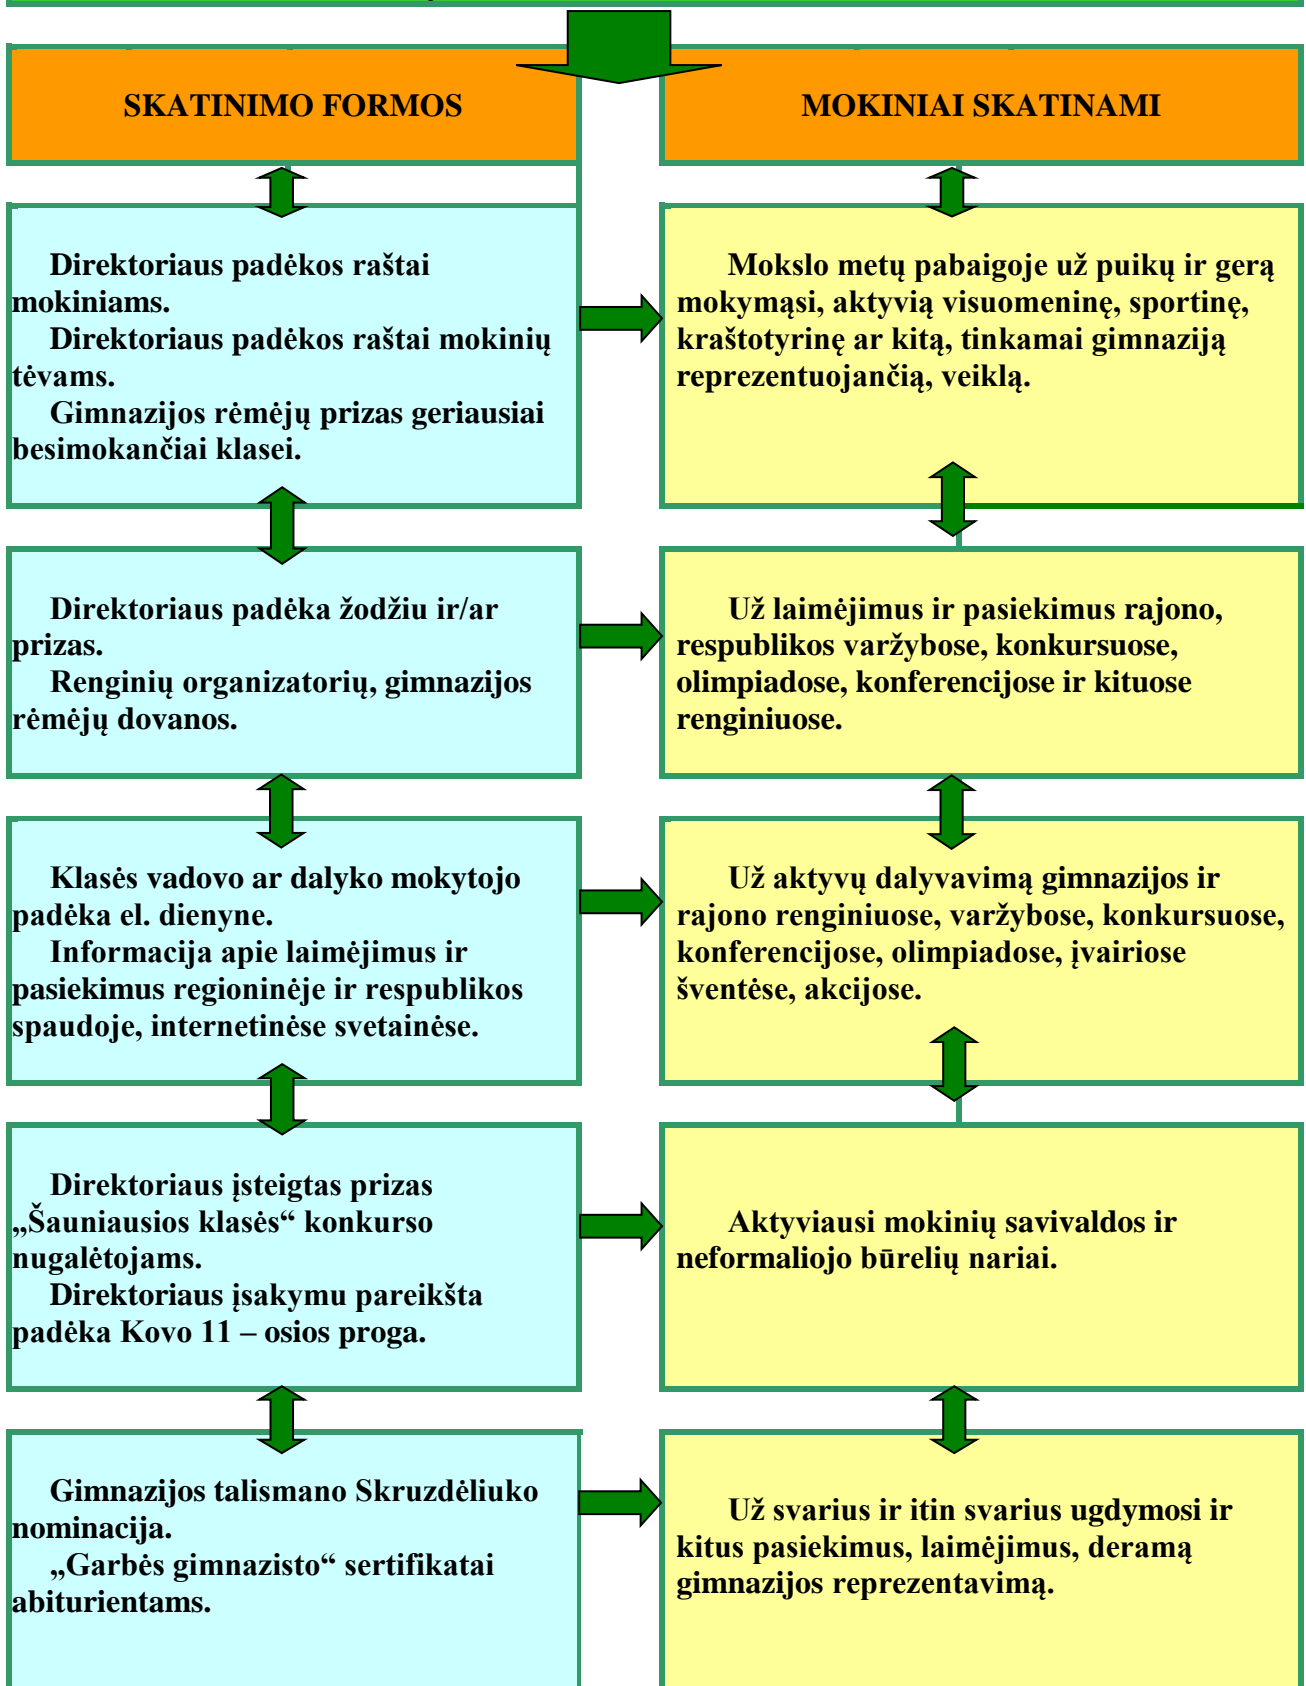 SKATINIMO FORMOS
MOKINIAI SKATINAMI
Direktoriaus padėkos raštai
mokiniams.
Direktoriaus padėkos raštai mokinių
tėvams.
Gimnazijos rėmėjų prizas geriausiai
besimokančiai klasei.
Mokslo metų pabaigoje už puikų ir gerą
mokymąsi, aktyvią visuomeninę, sportinę,
kraštotyrinę ar kitą, tinkamai gimnaziją
reprezentuojančią, veiklą.
Direktoriaus padėka žodžiu ir/ar
prizas.
Renginių organizatorių, gimnazijos
rėmėjų dovanos.
Už laimėjimus ir pasiekimus rajono,
respublikos varžybose, konkursuose,
olimpiadose, konferencijose ir kituose
renginiuose.
Klasės vadovo ar dalyko mokytojo
padėka el. dienyne.
Informacija apie laimėjimus ir
pasiekimus regioninėje ir respublikos
spaudoje, internetinėse svetainėse.
Už aktyvų dalyvavimą gimnazijos ir
rajono renginiuose, varžybose, konkursuose,
konferencijose, olimpiadose, įvairiose
šventėse, akcijose.
Direktoriaus įsteigtas prizas
„Šauniausios klasės“ konkurso
nugalėtojams.
Direktoriaus įsakymu pareikšta
padėka Kovo 11 – osios proga.
Aktyviausi mokinių savivaldos ir
neformaliojo būrelių nariai.
Gimnazijos talismano Skruzdėliuko
nominacija.
„Garbės gimnazisto“ sertifikatai
abiturientams.
Už svarius ir itin svarius ugdymosi ir
kitus pasiekimus, laimėjimus, deramą
gimnazijos reprezentavimą.